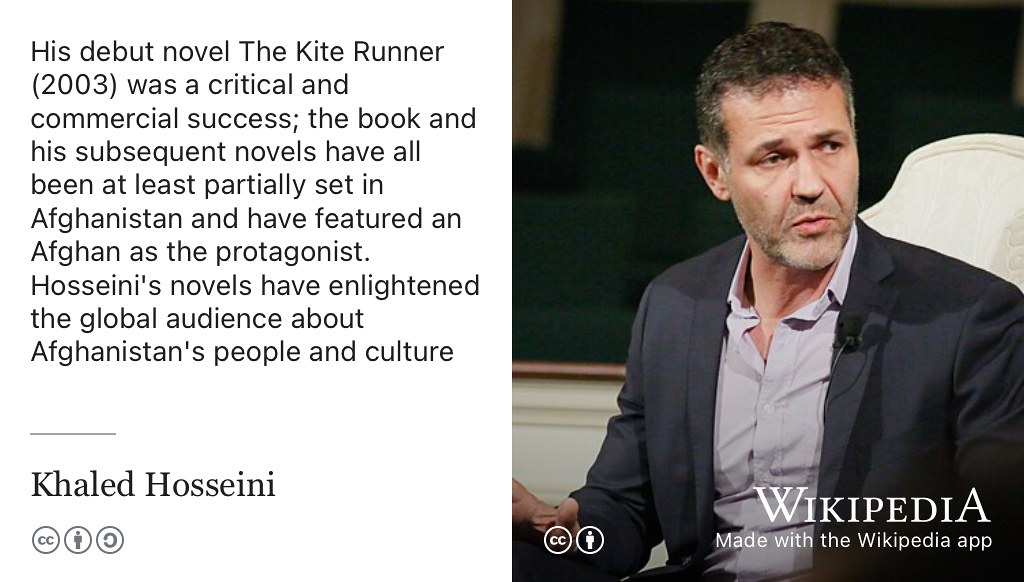 His debut novel The Kite Runner
(2003) was a critical and
commercial success; the book and
his subsequent novels have all
been at least partially set in
Afghanistan and have featured an
Afghan as the protagonist.
Hosseini's novels have enlightened
the global audience about
Afghanistan's people and culture
Khaled Hosseini
cc
cc
WIKIPEDIA
Made with the Wikipedia app